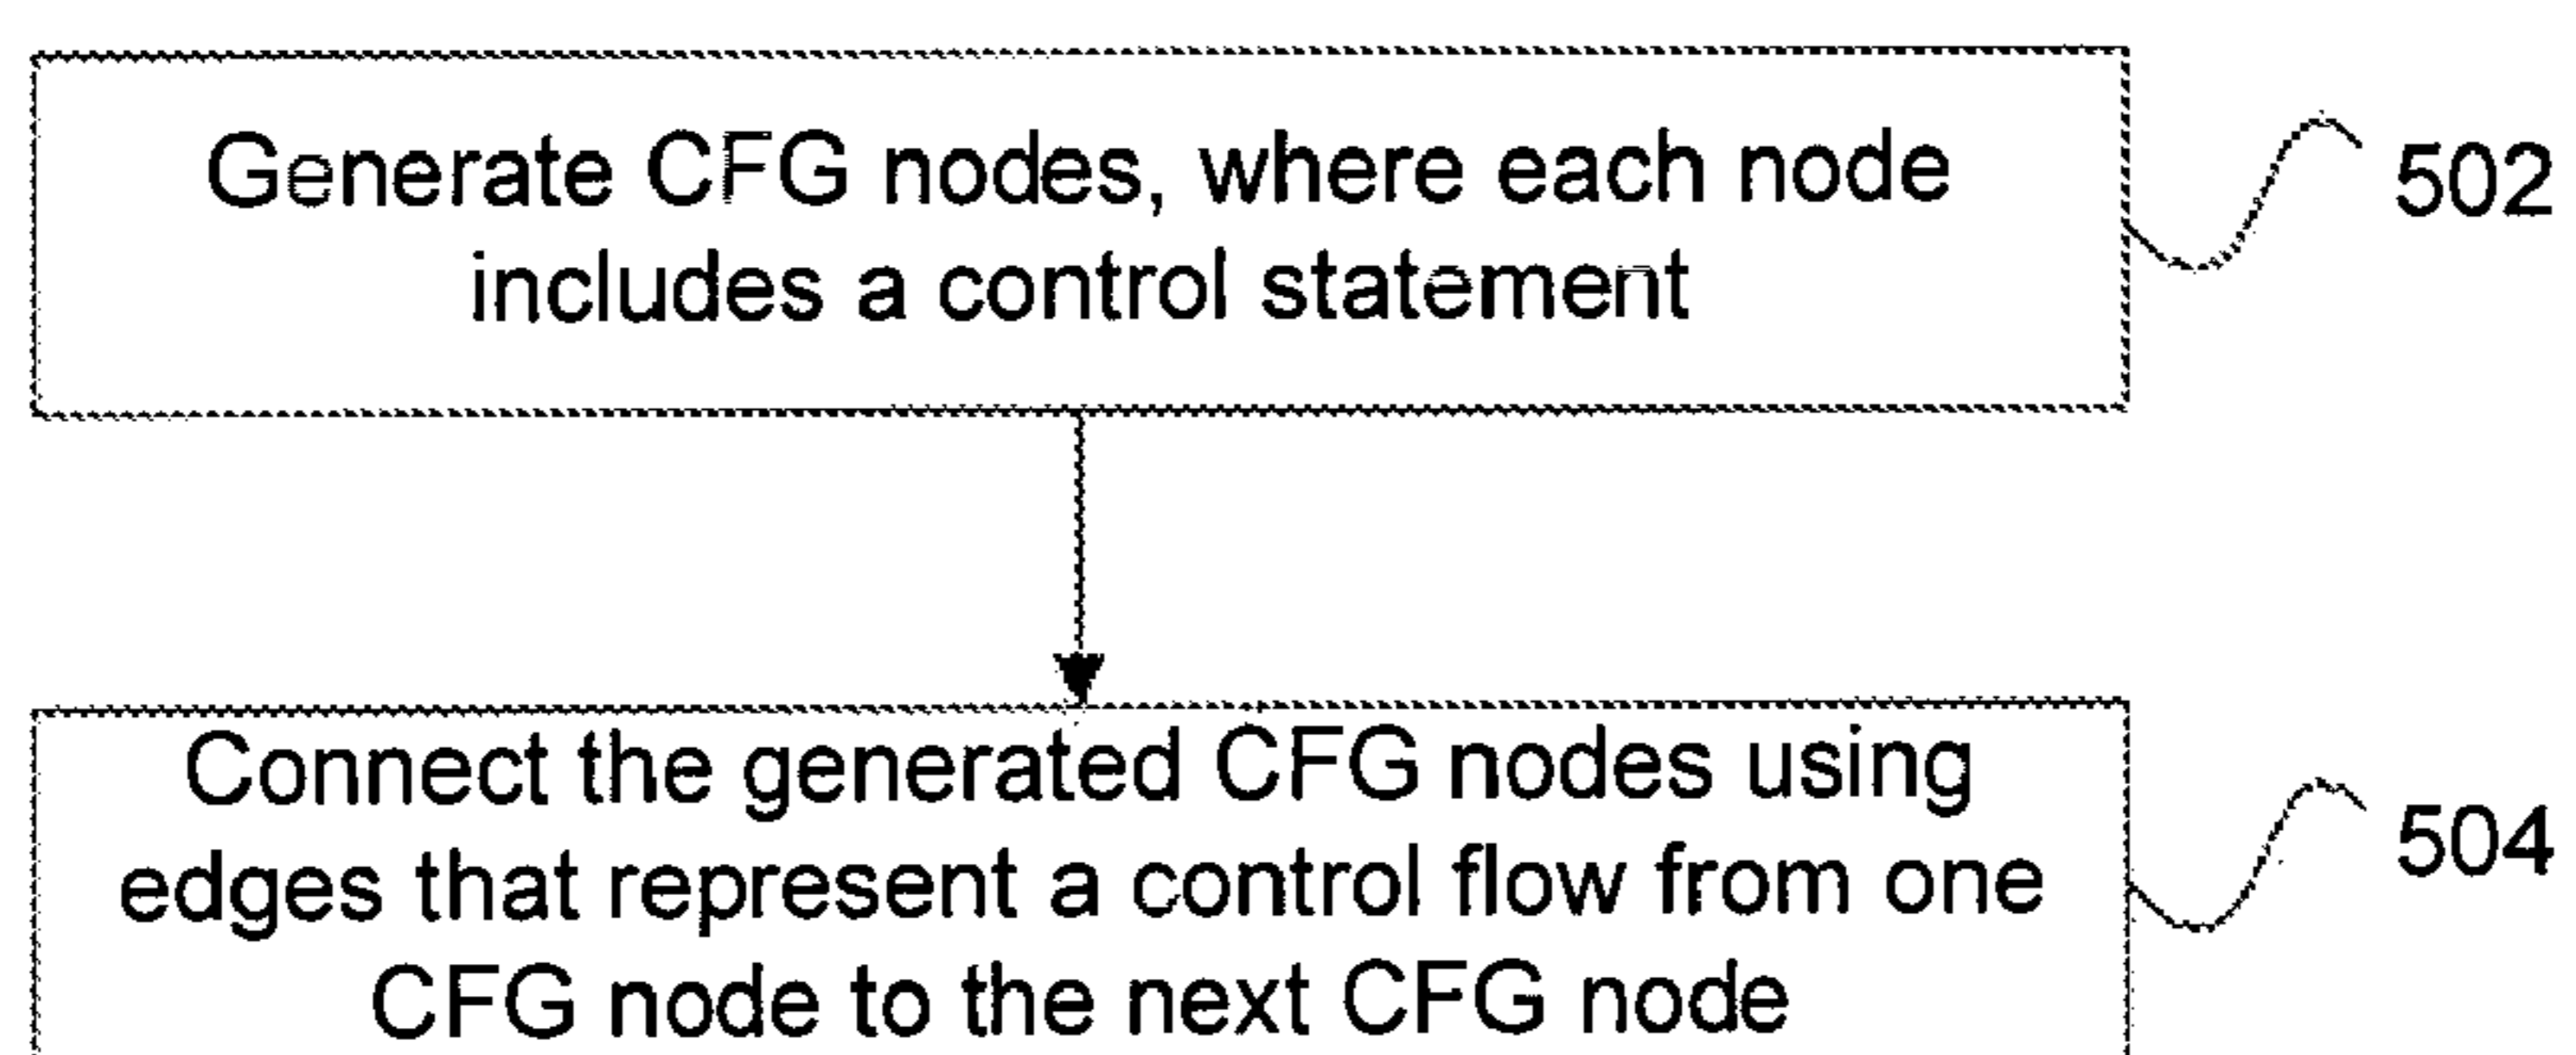 Generate CFG nodes, where each node
includes a control statement
502
Connect the generated CFG nodes using
edges that represent a control flow from one
CFG node to the next CFG node
504